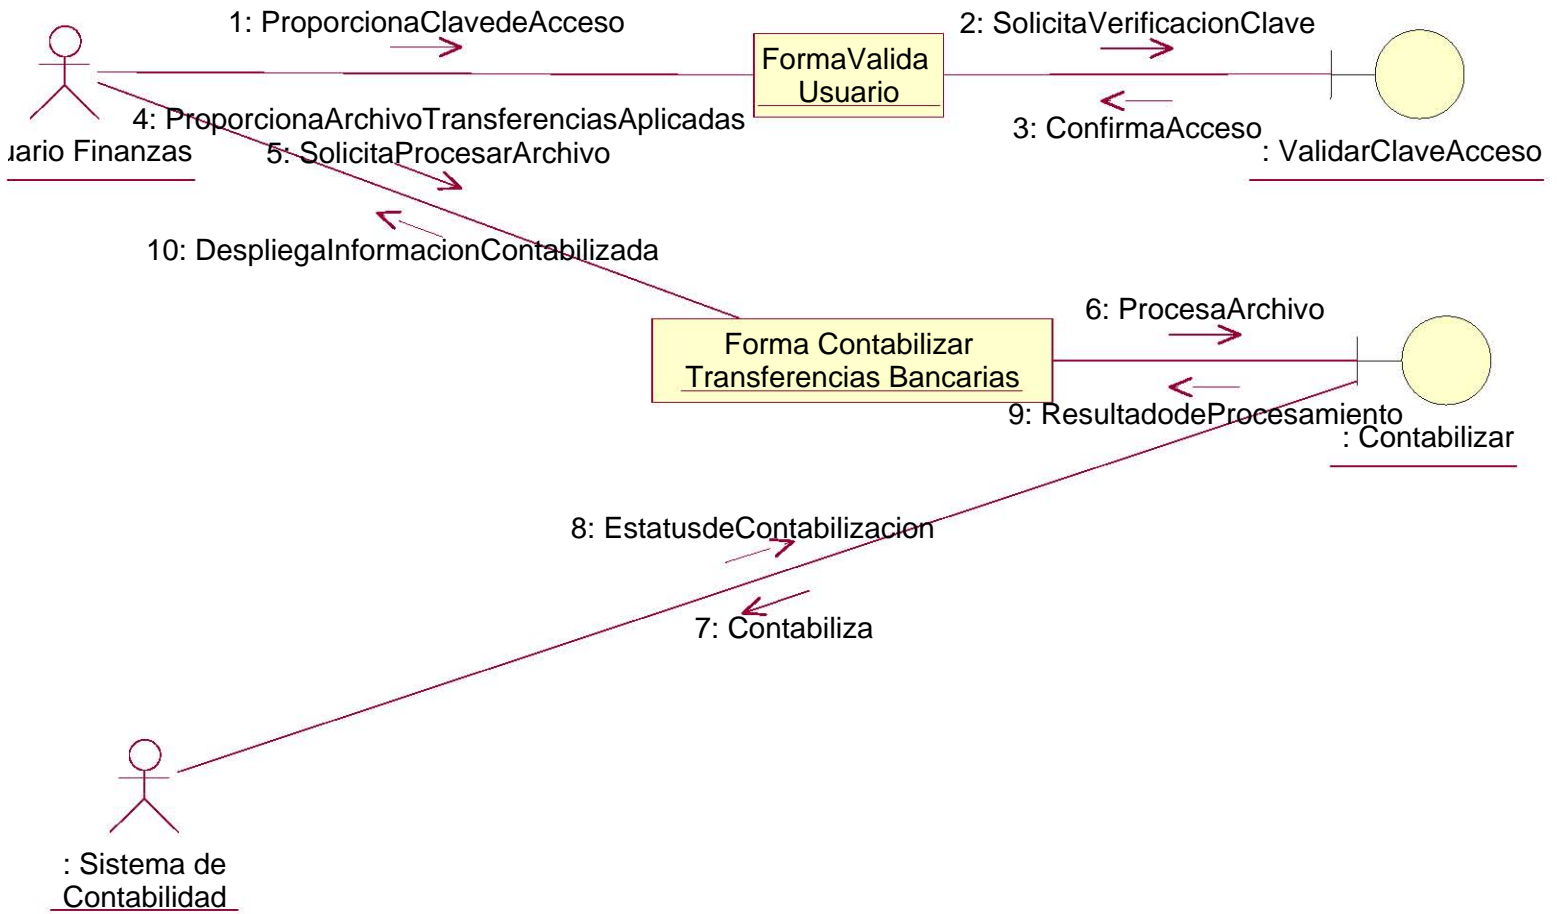 1: ProporcionaClavedeAcceso
2: SolicitaVerificacionClave
FormaValida
Usuario
3: ConfirmaAcceso
4: ProporcionaArchivoTransferenciasAplicadas
uario Finanzas
5: SolicitaProcesarArchivo
: ValidarClaveAcceso
10: DespliegaInformacionContabilizada
6: ProcesaArchivo
Forma Contabilizar
Transferencias Bancarias
9: ResultadodeProcesamiento
: Contabilizar
8: EstatusdeContabilizacion
7: Contabiliza
: Sistema de
Contabilidad